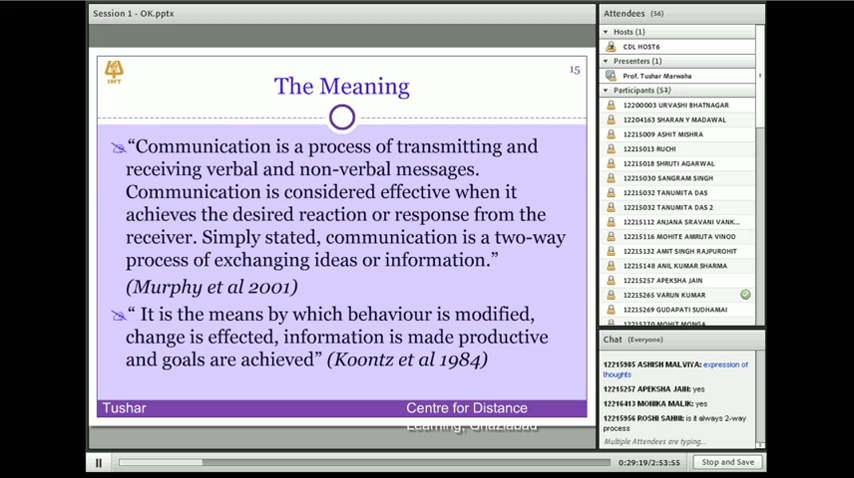 Session 1 - OK.pptx
IMT
15
The Meaning
“Communication is a process of transmitting and
receiving verbal and non-verbal messages.
Communication is considered effective when it
achieves the desired reaction or response from the
receiver. Simply stated, communication is a two-way
process of exchanging ideas or information.”
(Murphy et al 2001)
“ It is the means by which behaviour is modified,
change is effected, information is made productive
and goals are achieved” (Koontz et al 1984)
Tushar
Centre for Distance
Learning, Ghaziabad
Attendees (56)
Hosts (1)
CDL HOST6
Presenters (1)
Prof. Tushar Marwaha
Participants (53)
12200003 URVASHI BHATNAGAR
12204163 SHARAN Y MADAWAL
12215009 ASHIT MISHRA
12215013 RUCHI
12215018 SHRUTI AGARWAL
12215030 SANGRAM SINGH
12215032 TANUMITA DAS
12215032 TANUMITA DAS 2
12215112 ANJANA SRAVANI VANK...
12215116 MOHITE AMRUTA VINOD
12215132 AMIT SINGH RAJPUROHIT
12215148 ANIL KUMAR SHARMA
12215257 APEKSHA JAIN
12215265 VARUN KUMAR
12215269 GUDAPATI SUDHAMAI
12215270 MOHIT MONGA
Chat (Everyone)
12215985 ASHISH MALVIYA: expression of
thoughts
12215257 APEKSHA JAIN: yes
12216413 MONIKA MALIK: yes
12215956 ROSHI SAHNI: is it always 2-way
process
Multiple Attendees are typing...
0:29:19/2:53:55
Stop and Save